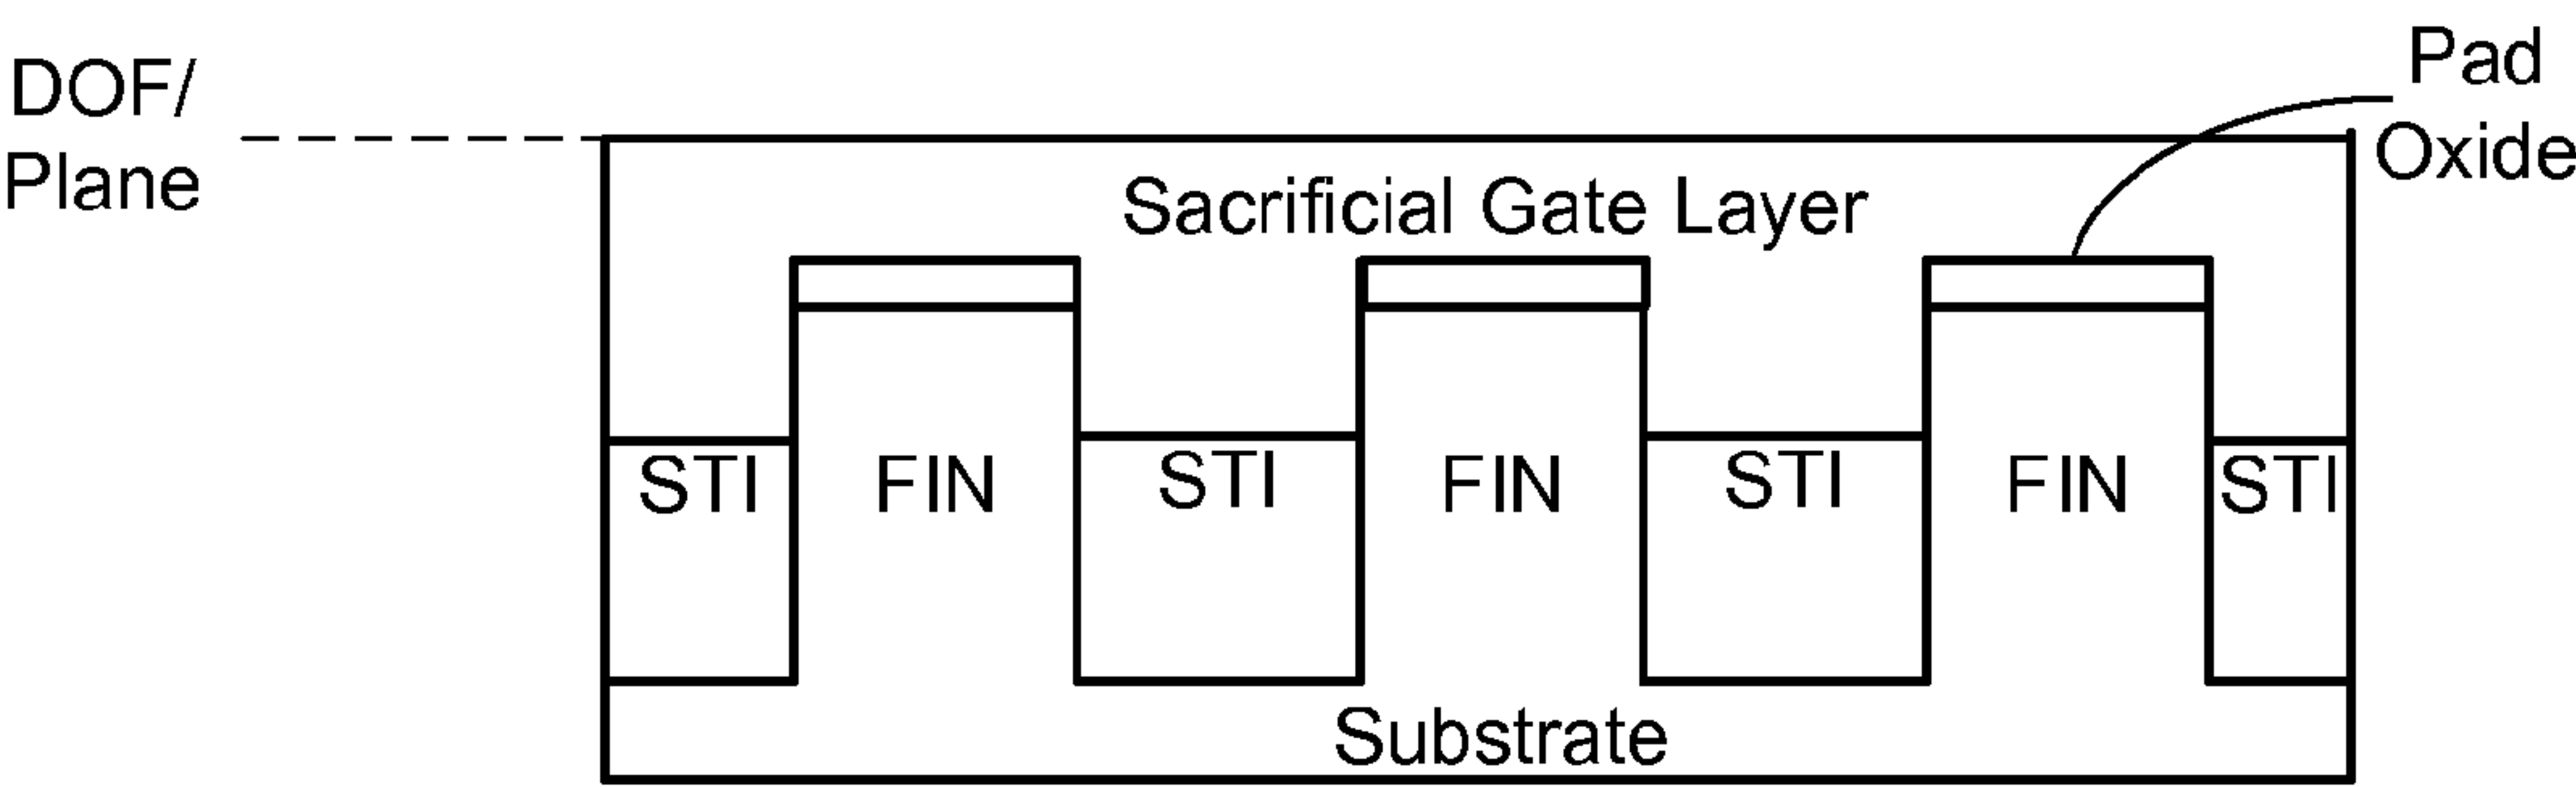 DOF/
Plane
Pad
Oxide
Sacrificial Gate Layer
STI FIN STI FIN STI FIN STI
Substrate